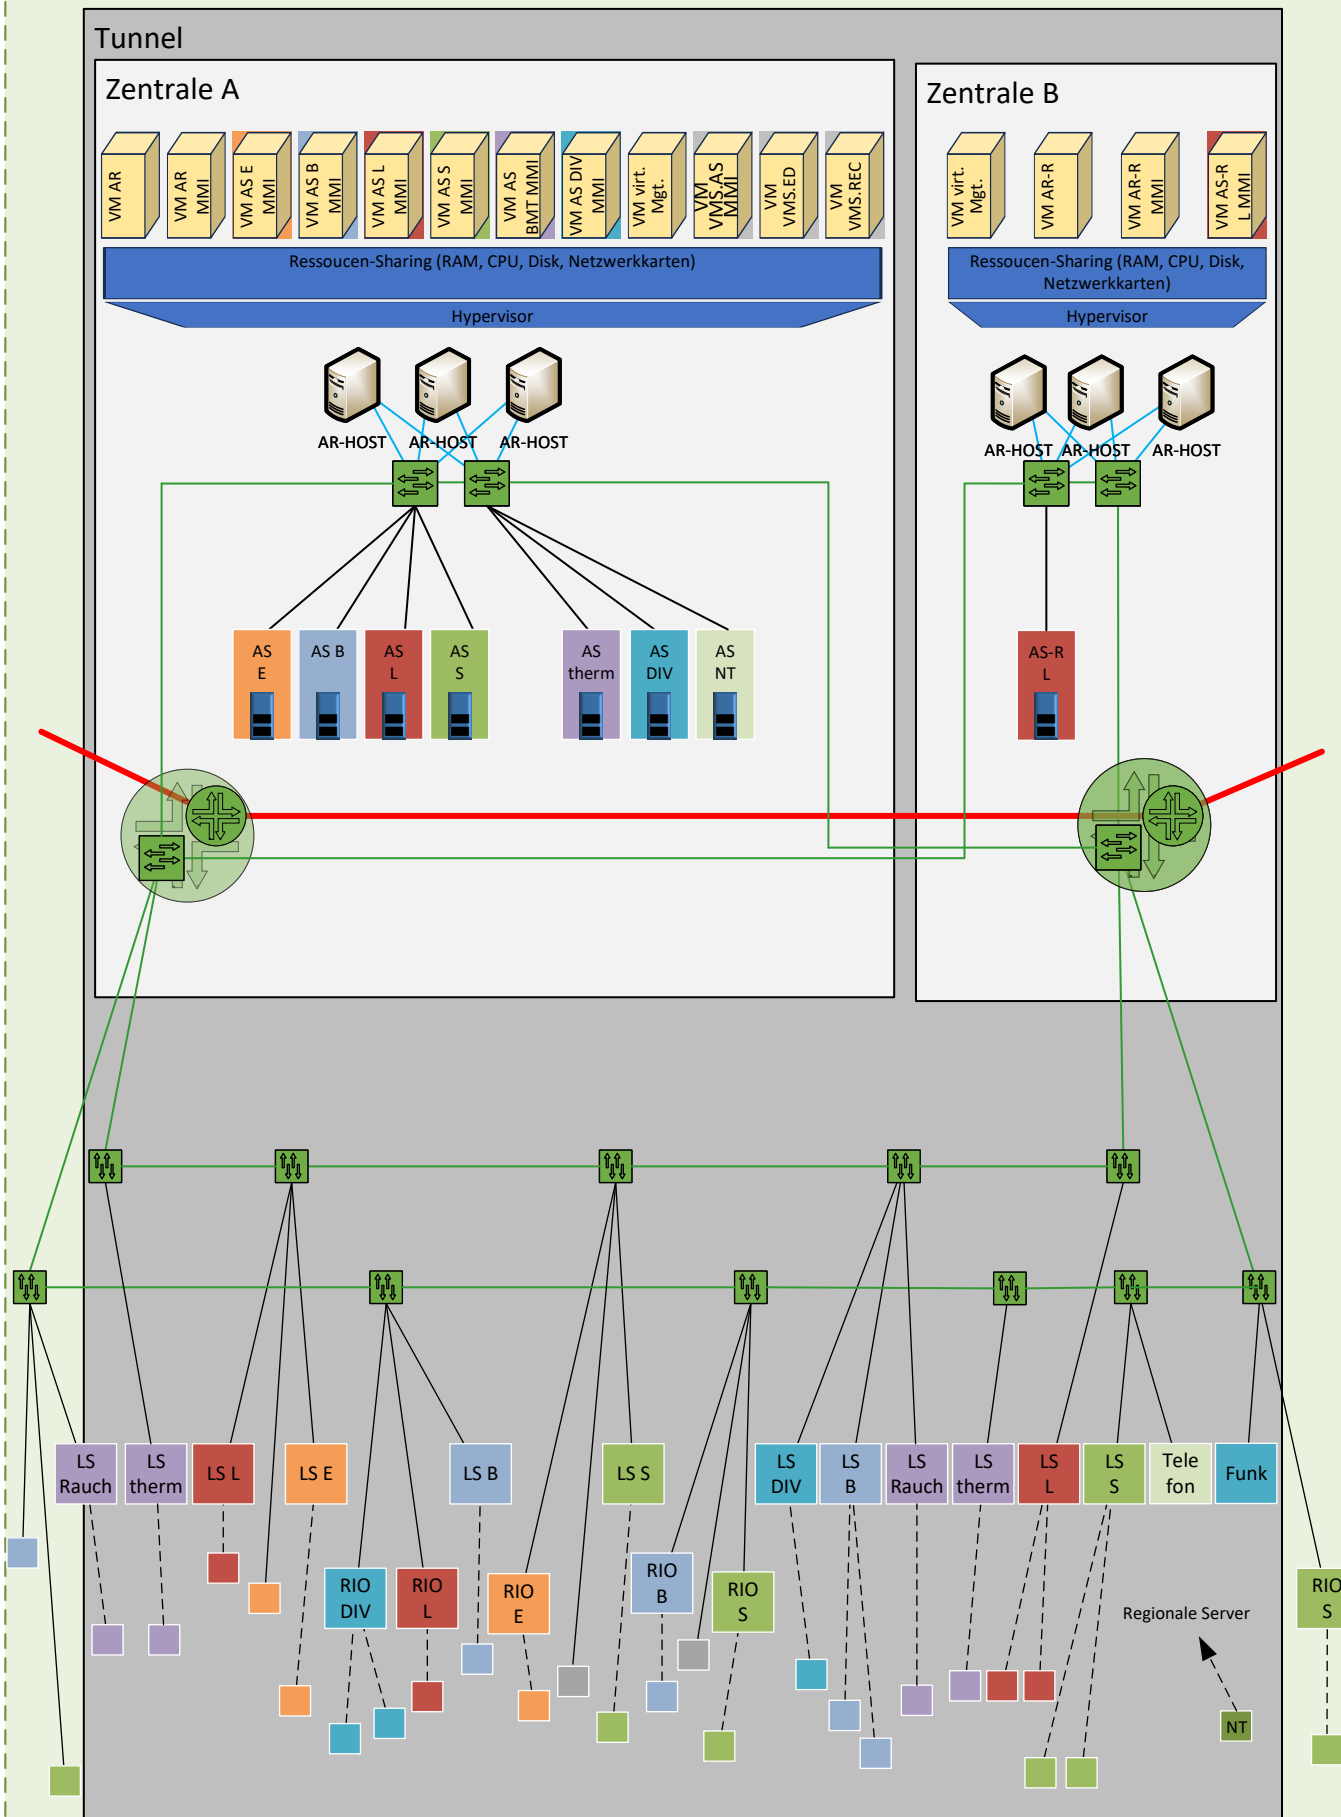 Tunnel
Zentrale A
Zentrale B
VM AR
VM AR
MMI
VM AS E
MMI
VM AS B
MMI
VM AS L
MMI
VM AS S
MMI
VM AS
BMT MMI
VM AS DIV
MMI
VM virt.
Mgt.
VM
VMS.AS
MMI
VM
VMS.ED
VM
VMS.REC
VM virt.
Mgt.
VM AR-R
VM AR-R
MMI
VM AS-R
L MMI
Ressoucen-Sharing (RAM, CPU, Disk, Netzwerkkarten)
Hypervisor
Ressoucen-Sharing (RAM, CPU, Disk,
Netzwerkkarten)
Hypervisor
AR-HOST
AR-HOST
AR-HOST
AR-HOST
AR-HOST
AR-HOST
AS
E
AS B
AS
L
AS
S
AS
therm
AS
DIV
AS
NT
AS-R
L
LS
Rauch
LS
therm
LS L
LS E
LS B
LS S
LS
DIV
LS
B
LS
Rauch
LS
therm
LS
L
LS
S
Tele
fon
Funk
RIO
DIV
RIO
L
RIO
E
RIO
B
RIO
S
RIO
S
Regionale Server
NT